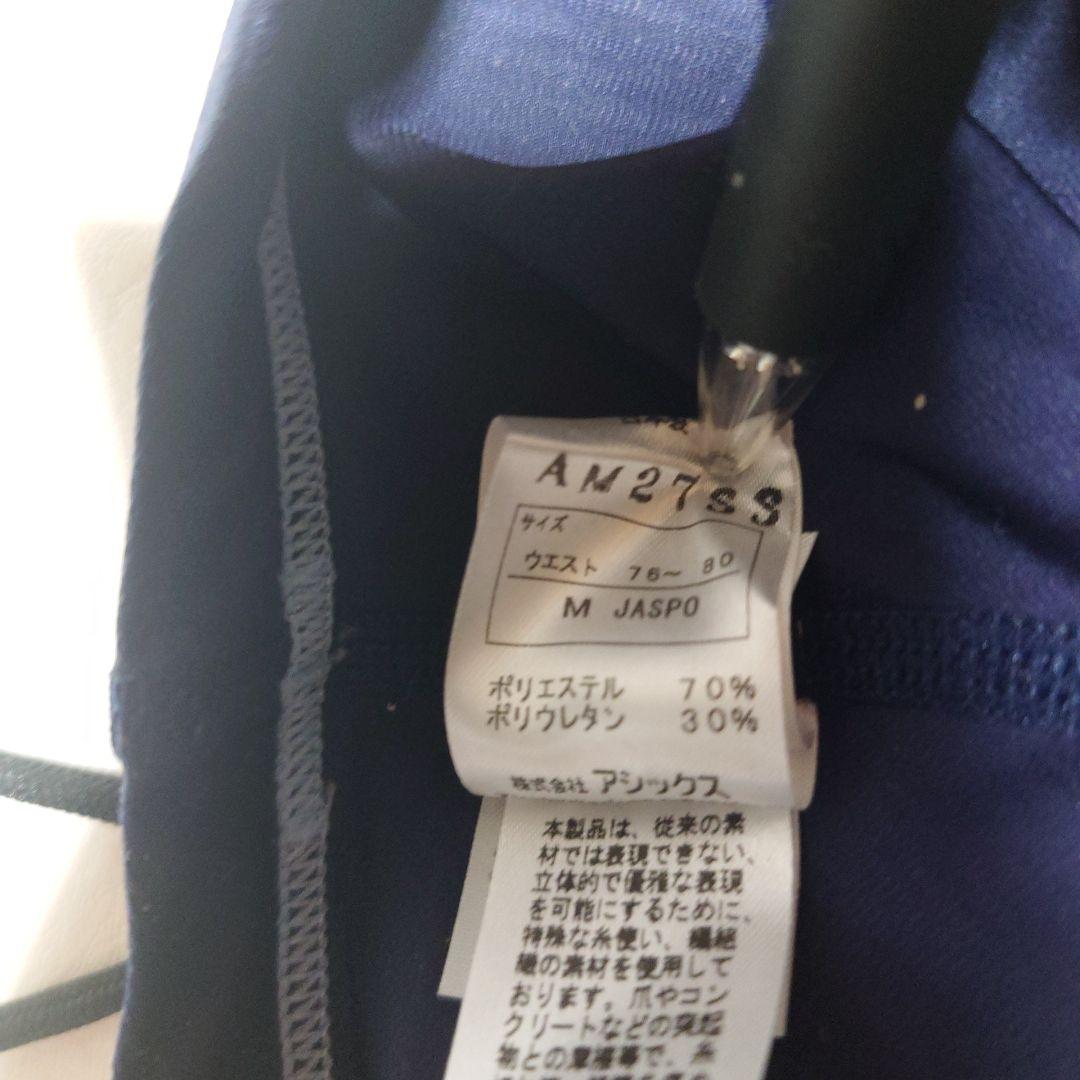 AM27s3
サイズ
ウエスト 76～ 80
M JASPO
ポリエステル 70%
ポリウレタン 30%
株式会社 アシックス
本製品は、従来の素
材では表現できない、
立体的で優雅な表現
を可能にするために、
特殊な糸使い、繊細
織の素材を使用して
おります。爪やコン
クリートなどの突起
物との摩擦等で、糸